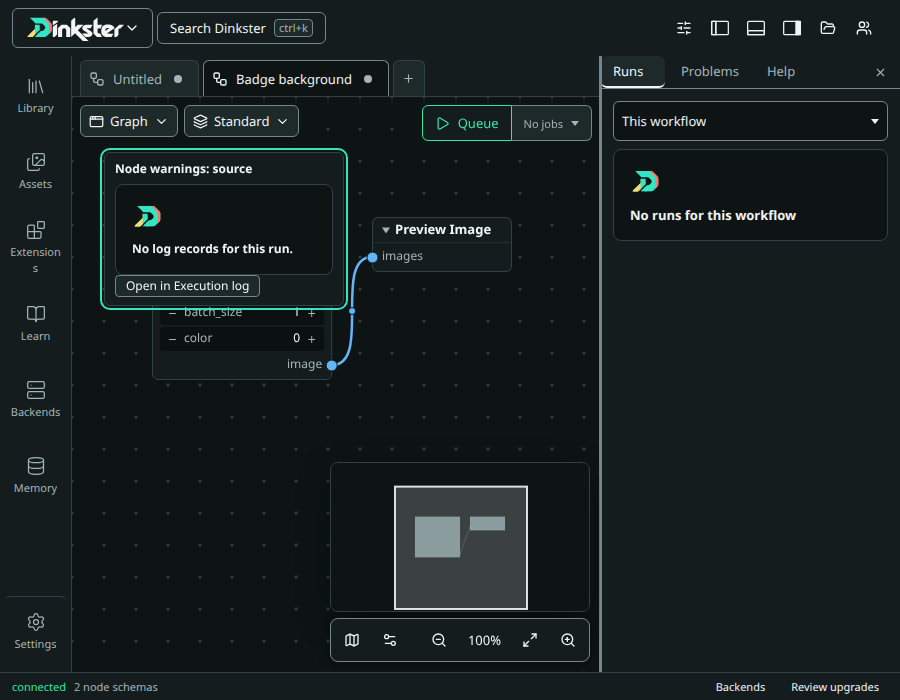 Dinkster
Search Dinkster ctrl+k
Untitled
Badge background
+
Runs
Problems
Help
×
Library
Assets
Extension
s
Learn
Backends
Memory
Settings
Graph
Standard
Queue
No jobs
Node warnings: source
No log records for this run.
Open in Execution log
Preview Image
images
– batch_size 1 +
– color 0 +
image
This workflow
No runs for this workflow
100%
connected
2 node schemas
Backends
Review upgrades